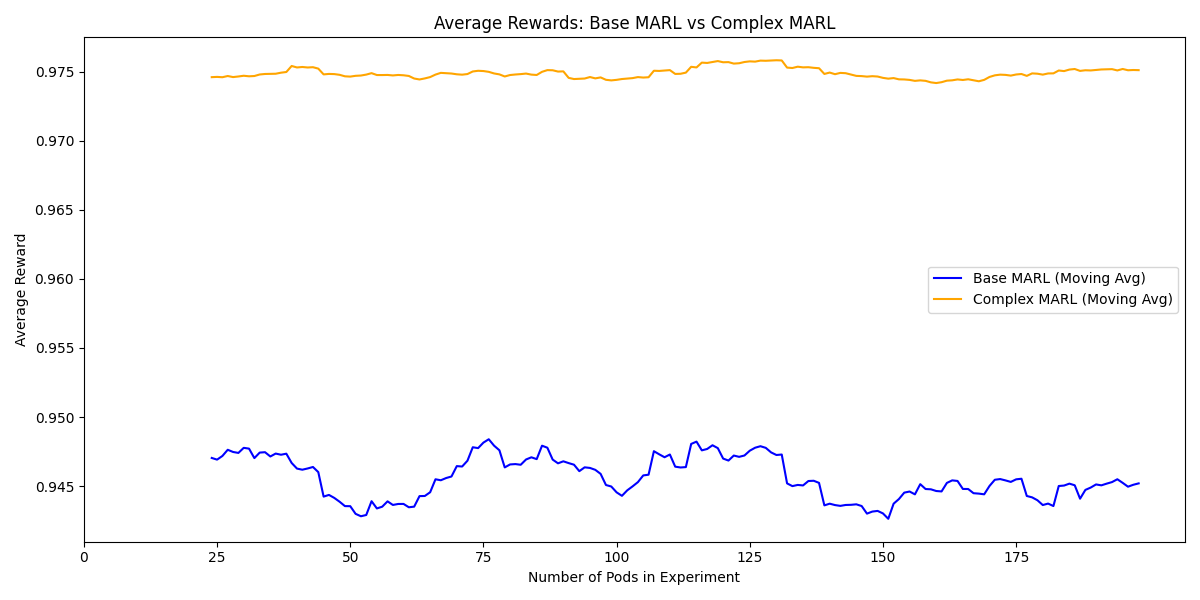 Average Rewards: Base MARL vs Complex MARL
Average Reward
0.975
0.970
0.965
0.960
0.955
0.950
0.945
Base MARL (Moving Avg)
Complex MARL (Moving Avg)
0 25 50 75 100 125 150 175
Number of Pods in Experiment